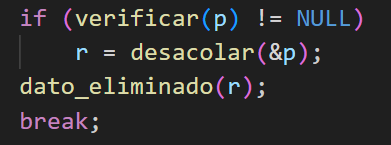 if (verificar(p) != NULL)
    r = desacolar(&p);
dato_eliminado(r);
break;